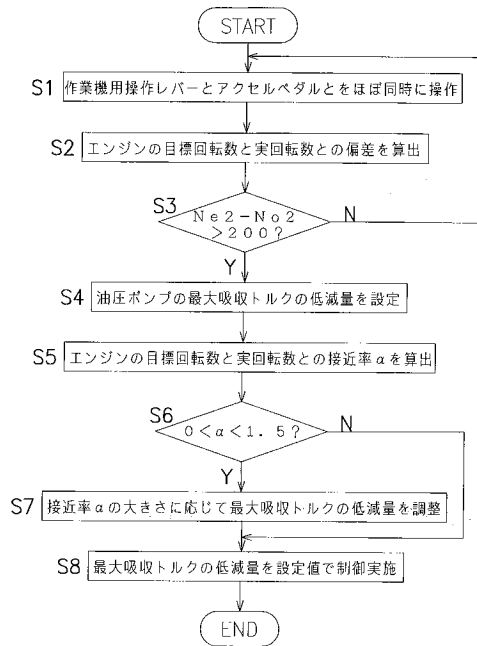 START
S1 作業機用操作レバーとアクセルペダルとをほぼ同時に操作
S2 エンジンの目標回転数と実回転数との偏差を算出
S3 Ne2-No2
>200? N
Y
S4 油圧ポンプの最大吸収トルクの低減量を設定
S5 エンジンの目標回転数と実回転数との接近率αを算出
S6 0<α<1.5? N
Y
S7 接近率αの大きさに応じて最大吸収トルクの低減量を調整
S8 最大吸収トルクの低減量を設定値で制御実施
END